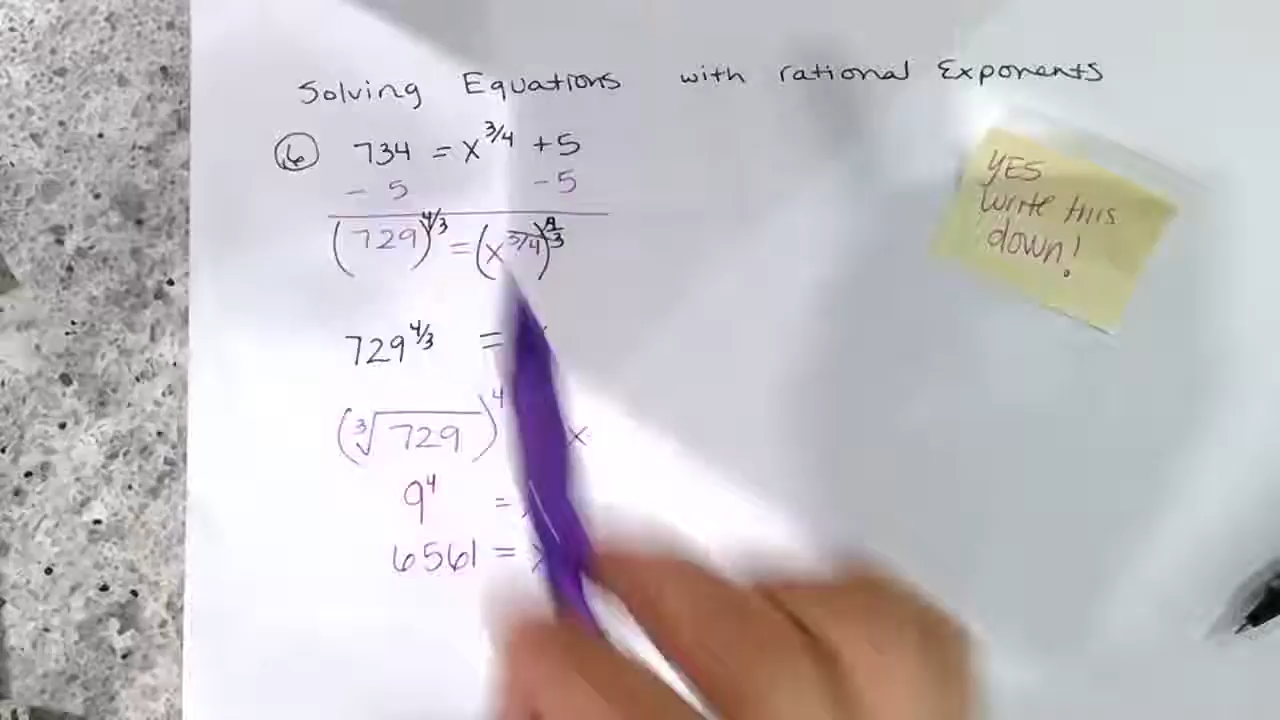 Solving Equations with rational Exponents
6 734 = x^3/4 + 5
- 5 - 5
(729)^4/3 = (x^3/4)^4/3
729^4/3 =
(∛729)^4 x
9^4 =
6561 = x
YES
Write this
down!